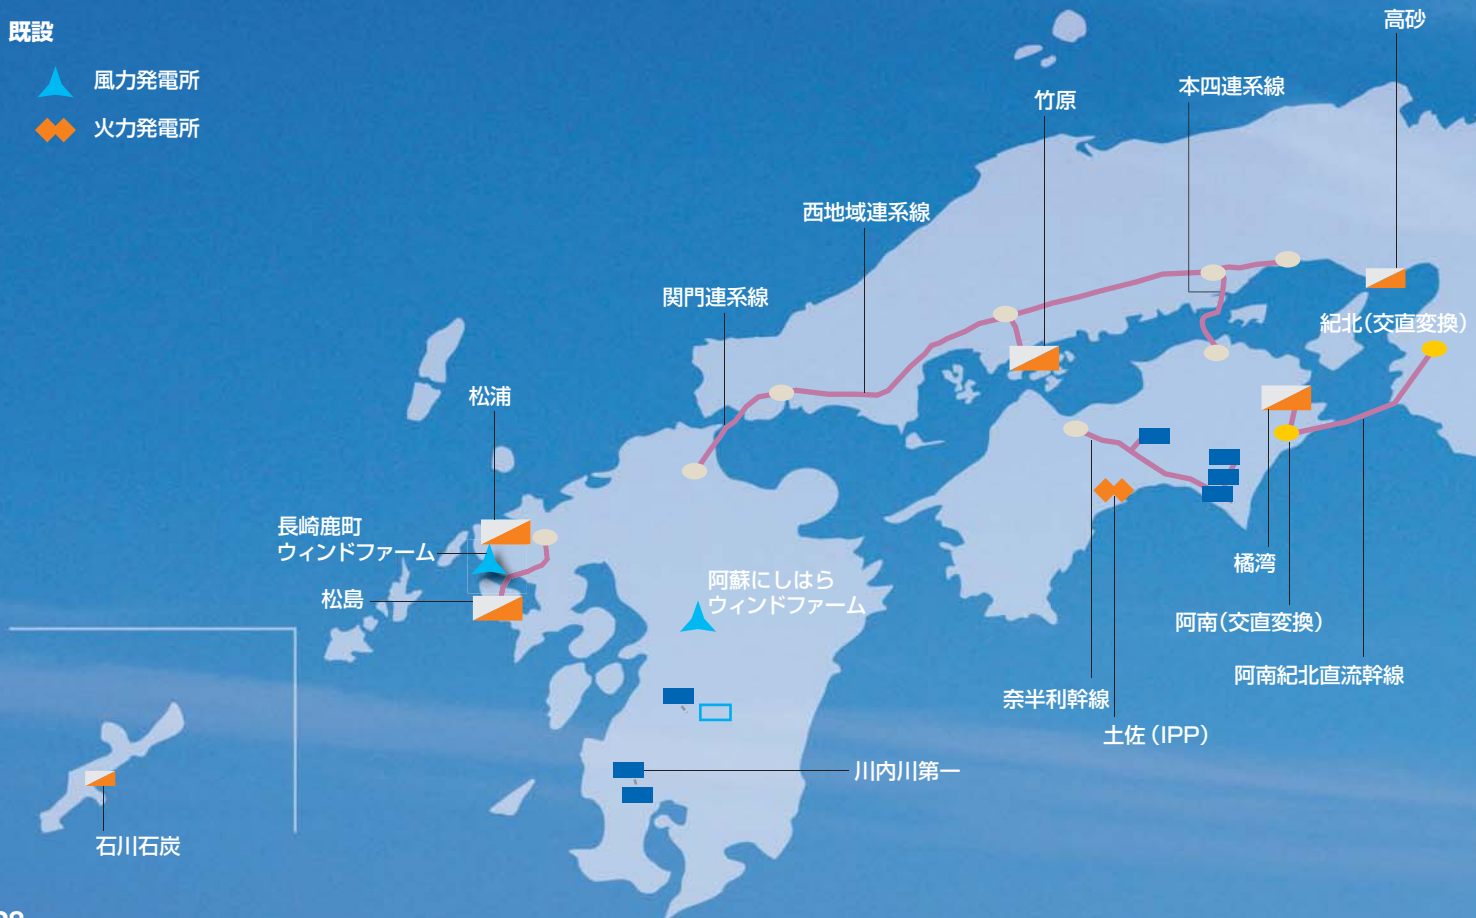 既設
風力発電所
火力発電所
高砂
本四連系線
竹原
西地域連系線
関門連系線
紀北（交直変換）
松浦
長崎鹿町
ウィンドファーム
松島
阿蘇にしはら
ウィンドファーム
橘湾
阿南（交直変換）
阿南紀北直流幹線
奈半利幹線
土佐（IPP）
川内川第一
石川石炭